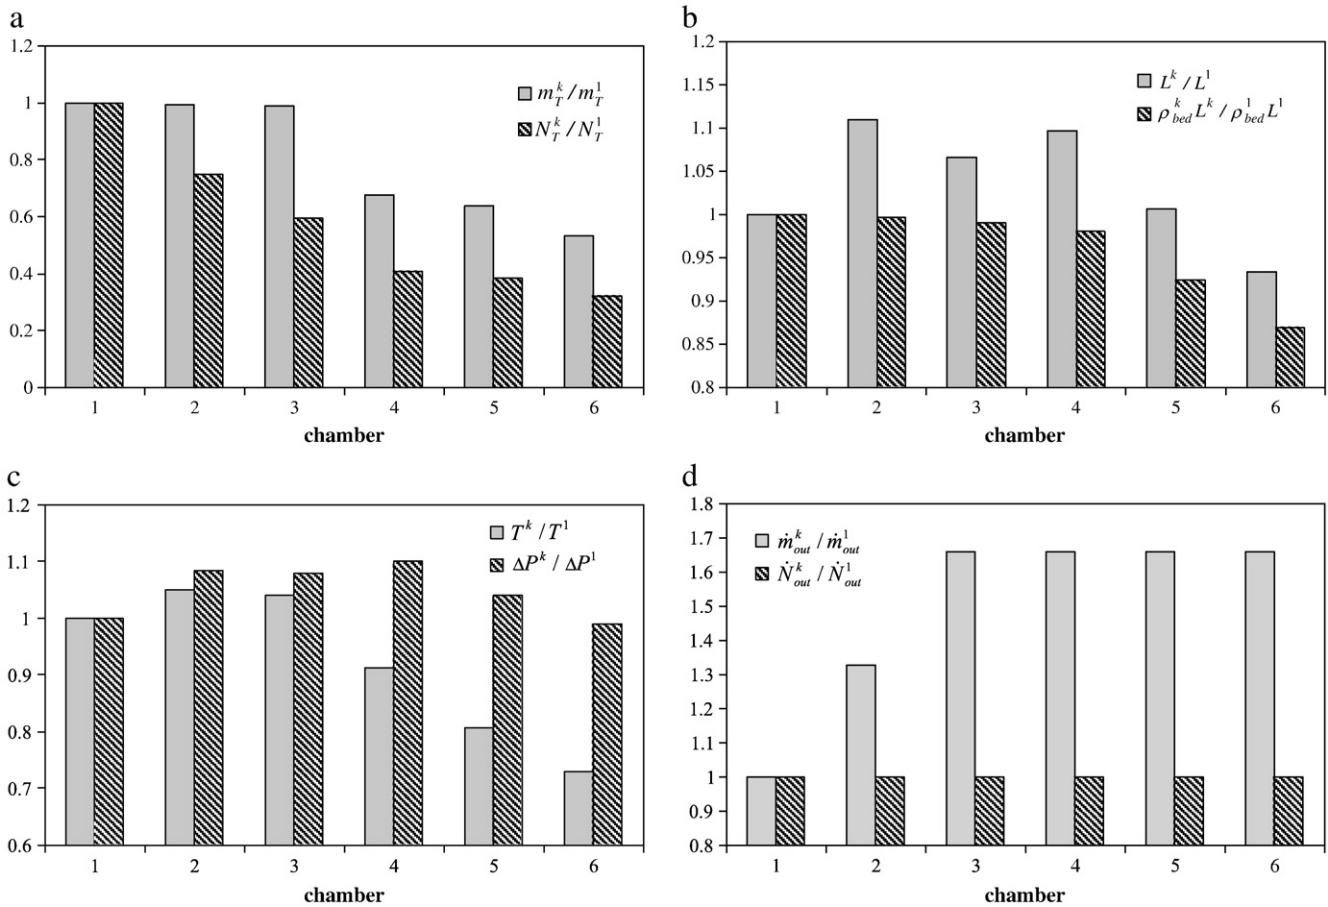 a
1.2
1
0.8
0.6
0.4
0.2
0
m_T^k / m_T^1
N_T^k / N_T^1
1 2 3 4 5 6
chamber
b
1.2
1.15
1.1
1.05
1
0.95
0.9
0.85
0.8
L^k / L^1
ρ_bed^k L^k / ρ_bed^1 L^1
1 2 3 4 5 6
chamber
c
1.2
1.1
1
0.9
0.8
0.7
0.6
T^k / T^1
ΔP^k / ΔP^1
1 2 3 4 5 6
chamber
d
1.8
1.7
1.6
1.5
1.4
1.3
1.2
1.1
1
0.9
0.8
ṁ_out^k / ṁ_out^1
Ṅ_out^k / Ṅ_out^1
1 2 3 4 5 6
chamber